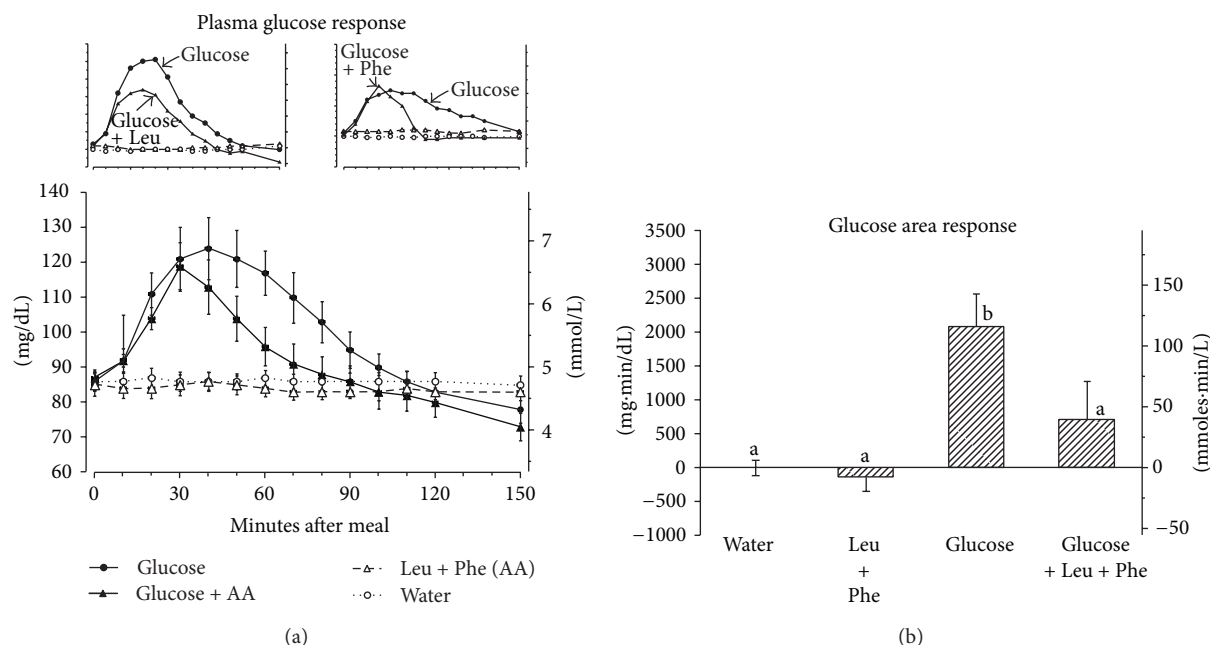 Plasma glucose response
Glucose
Glucose
+ Leu
Glucose
+ Phe
Glucose
140
130
120
110
100
90
80
70
60
(mg/dL)
7
6
5
4
(mmol/L)
0 30 60 90 120 150
Minutes after meal
Glucose
Glucose + AA
Leu + Phe (AA)
Water
(a)
Glucose area response
3500
3000
2500
2000
1500
1000
500
0
−500
−1000
(mg·min/dL)
150
100
50
0
−50
(mmoles·min/L)
a
a
b
a
Water
Leu
+
Phe
Glucose
Glucose
+ Leu + Phe
(b)